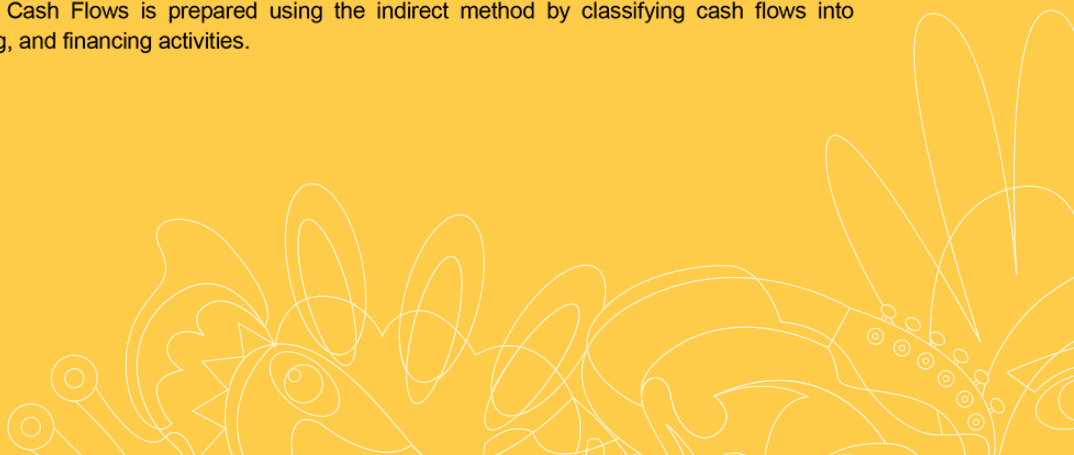 Cash Flows is prepared using the indirect method by classifying cash flows into
, and financing activities.